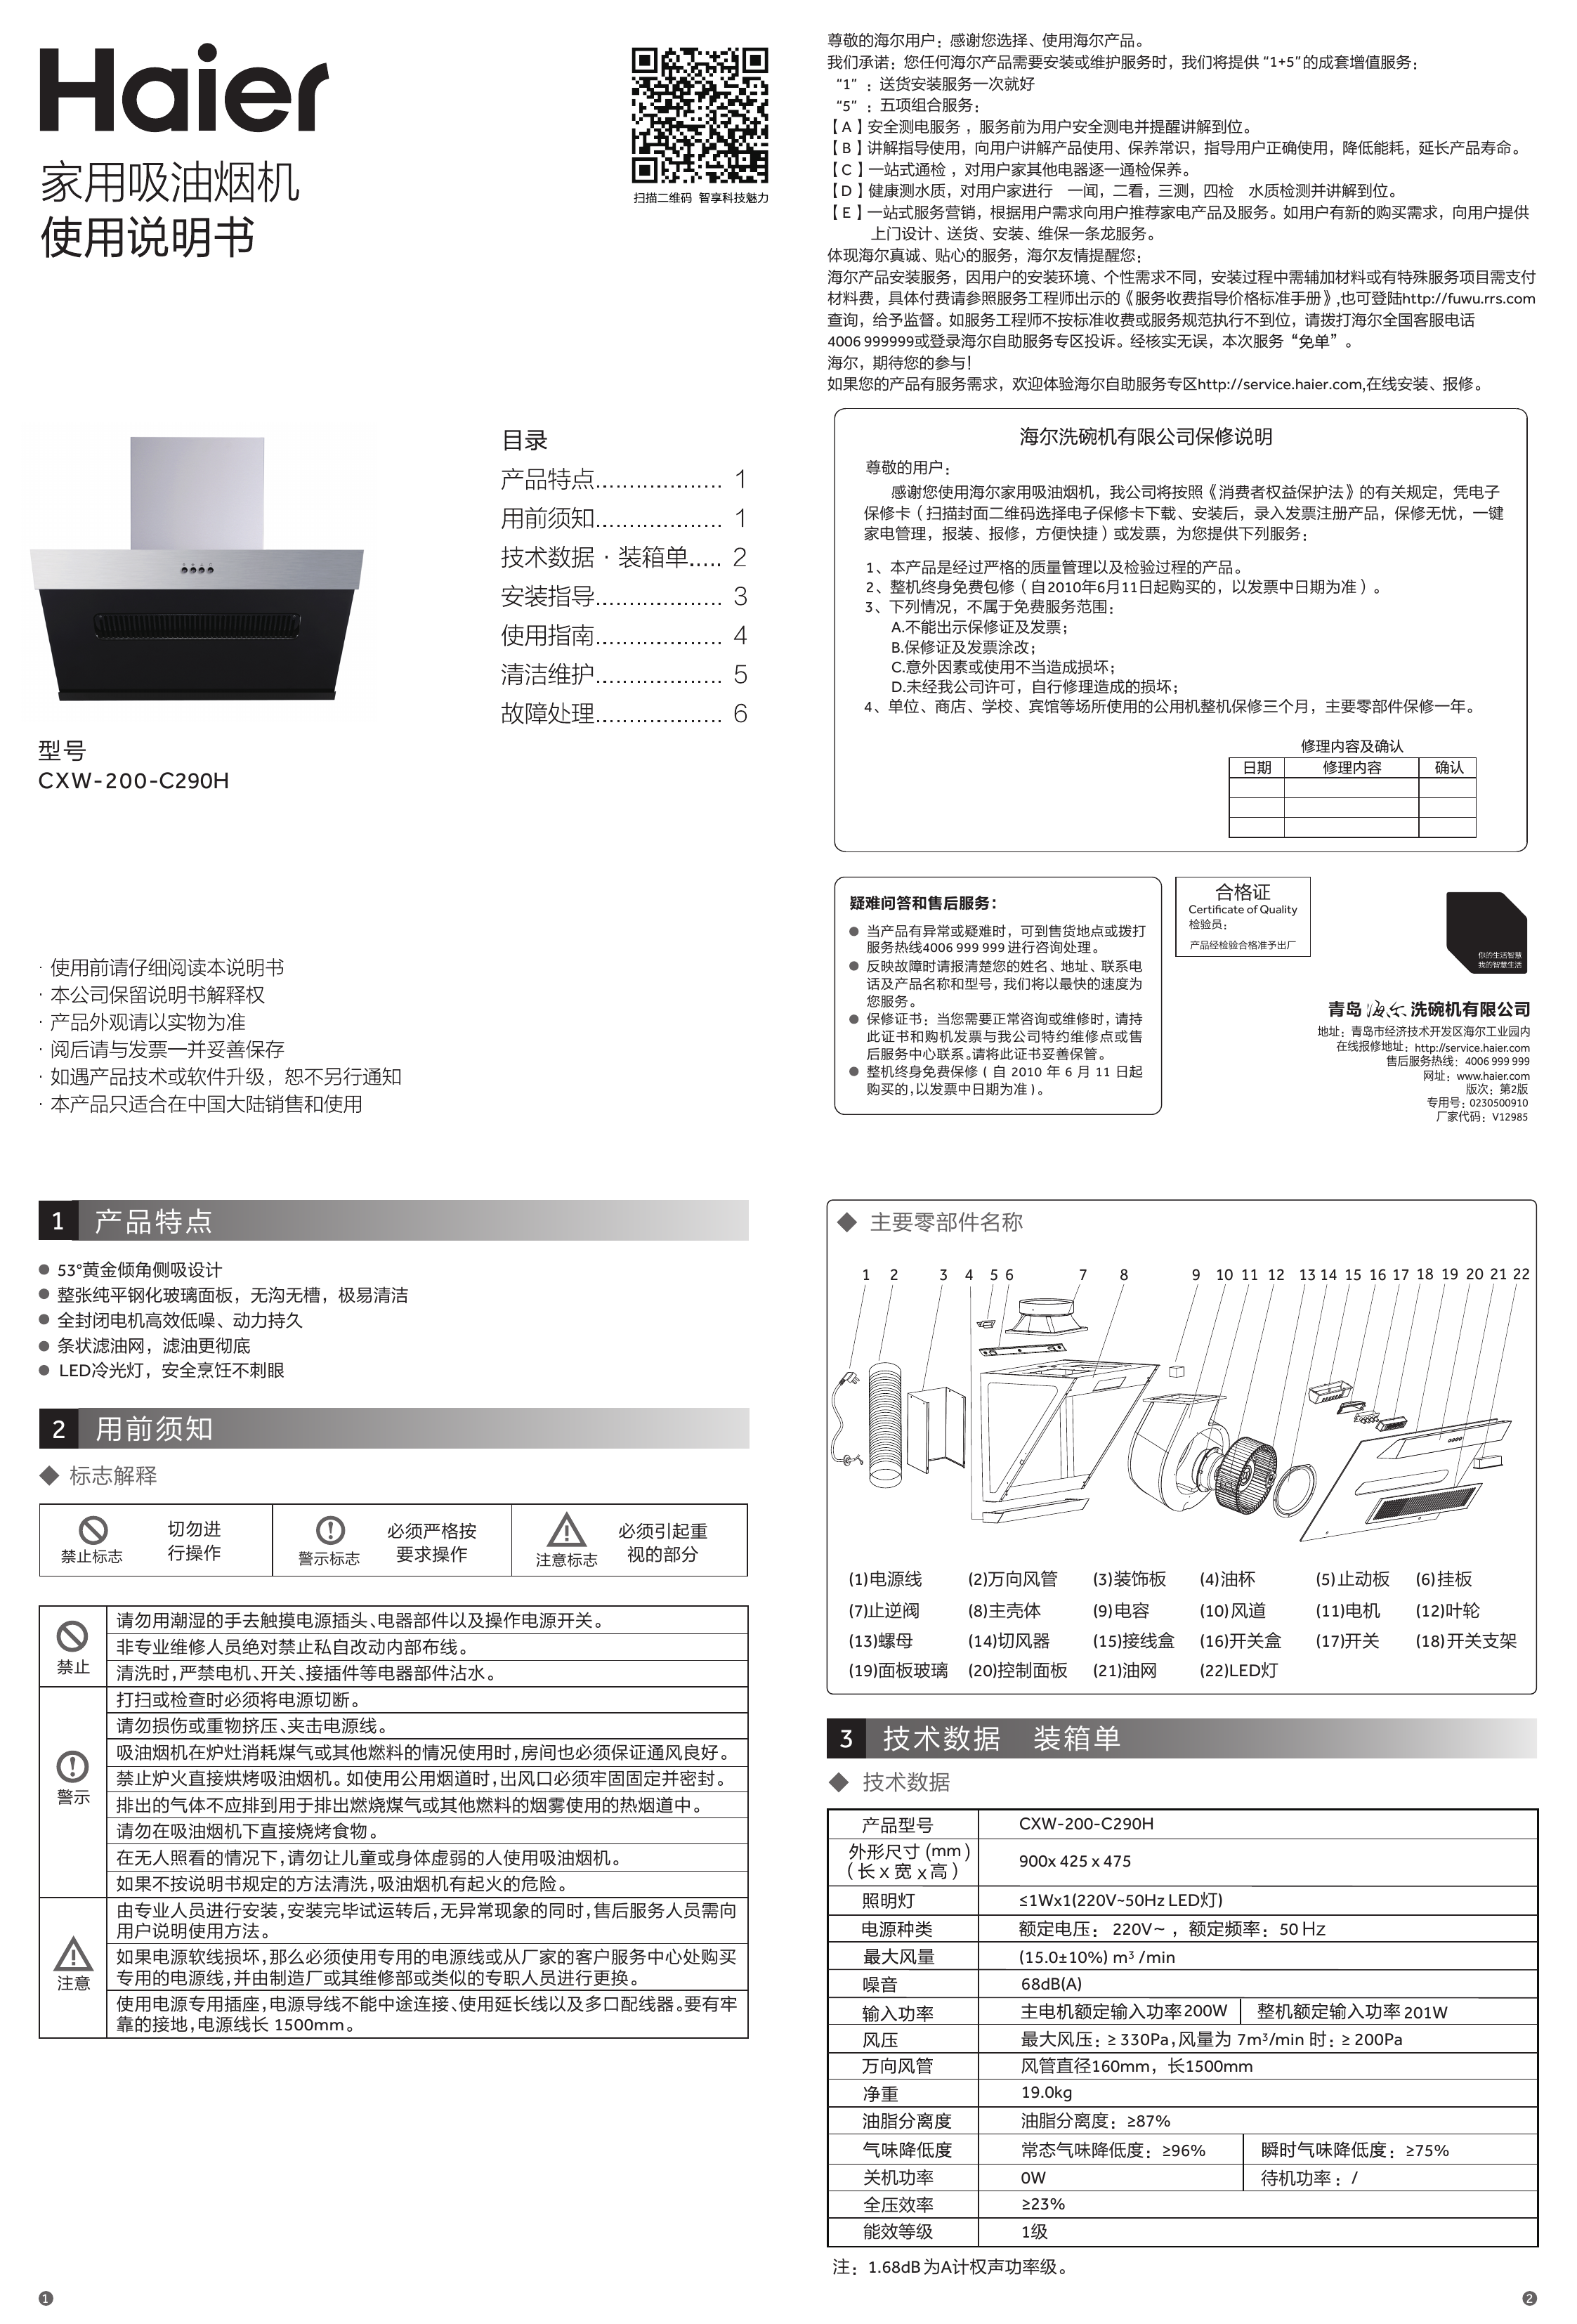 Haier
家用吸油烟机
使用说明书
扫描二维码 智享科技魅力
目录
产品特点................... 1
用前须知................... 1
技术数据 · 装箱单..... 2
安装指导................... 3
使用指南................... 4
清洁维护................... 5
故障处理................... 6
型号
CXW-200-C290H
· 使用前请仔细阅读本说明书
· 本公司保留说明书解释权
· 产品外观请以实物为准
· 阅后请与发票一并妥善保存
· 如遇产品技术或软件升级，恕不另行通知
· 本产品只适合在中国大陆销售和使用
尊敬的海尔用户：感谢您选择、使用海尔产品。
我们承诺：您任何海尔产品需要安装或维护服务时，我们将提供 “1+5”的成套增值服务：
“1” ：送货安装服务一次就好
“5” ：五项组合服务：
【 A 】安全测电服务 ，服务前为用户安全测电并提醒讲解到位。
【 B 】讲解指导使用，向用户讲解产品使用、保养常识，指导用户正确使用，降低能耗，延长产品寿命。
【 C 】一站式通检 ，对用户家其他电器逐一通检保养。
【 D 】健康测水质，对用户家进行 一闻，二看，三测，四检 水质检测并讲解到位。
【 E 】一站式服务营销，根据用户需求向用户推荐家电产品及服务。如用户有新的购买需求，向用户提供
上门设计、送货、安装、维保一条龙服务。
体现海尔真诚、贴心的服务，海尔友情提醒您：
海尔产品安装服务，因用户的安装环境、个性需求不同，安装过程中需辅加材料或有特殊服务项目需支付
材料费，具体付费请参照服务工程师出示的《服务收费指导价格标准手册》,也可登陆http://fuwu.rrs.com
查询，给予监督。如服务工程师不按标准收费或服务规范执行不到位，请拨打海尔全国客服电话
4006 999999或登录海尔自助服务专区投诉。经核实无误，本次服务“免单”。
海尔，期待您的参与！
如果您的产品有服务需求，欢迎体验海尔自助服务专区http://service.haier.com,在线安装、报修。
海尔洗碗机有限公司保修说明
尊敬的用户：
感谢您使用海尔家用吸油烟机，我公司将按照《消费者权益保护法》的有关规定，凭电子
保修卡（扫描封面二维码选择电子保修卡下载、安装后，录入发票注册产品，保修无忧，一键
家电管理，报装、报修，方便快捷）或发票，为您提供下列服务：
1、本产品是经过严格的质量管理以及检验过程的产品。
2、整机终身免费包修（自2010年6月11日起购买的，以发票中日期为准）。
3、下列情况，不属于免费服务范围：
A.不能出示保修证及发票；
B.保修证及发票涂改；
C.意外因素或使用不当造成损坏；
D.未经我公司许可，自行修理造成的损坏；
4、单位、商店、学校、宾馆等场所使用的公用机整机保修三个月，主要零部件保修一年。
修理内容及确认
日期 修理内容 确认
疑难问答和售后服务：
● 当产品有异常或疑难时，可到售货地点或拨打
服务热线4006 999 999 进行咨询处理。
● 反映故障时请报清楚您的姓名、地址、联系电
话及产品名称和型号，我们将以最快的速度为
您服务。
● 保修证书：当您需要正常咨询或维修时，请持
此证书和购机发票与我公司特约维修点或售
后服务中心联系。请将此证书妥善保管。
● 整机终身免费保修（ 自 2010 年 6 月 11 日起
购买的，以发票中日期为准 ）。
合格证
Certificate of Quality
检验员：
产品经检验合格准予出厂
你的生活智慧
我的智慧生活
青岛海尔洗碗机有限公司
地址：青岛市经济技术开发区海尔工业园内
在线报修地址：http://service.haier.com
售后服务热线：4006 999 999
网址：www.haier.com
版次：第2版
专用号：0230500910
厂家代码：V12985
1 产品特点
● 53°黄金倾角侧吸设计
● 整张纯平钢化玻璃面板，无沟无槽，极易清洁
● 全封闭电机高效低噪、动力持久
● 条状滤油网，滤油更彻底
● LED冷光灯，安全烹饪不刺眼
2 用前须知
◆ 标志解释
禁止标志 切勿进
行操作
警示标志 必须严格按
要求操作
注意标志 必须引起重
视的部分
禁止
请勿用潮湿的手去触摸电源插头、电器部件以及操作电源开关。
非专业维修人员绝对禁止私自改动内部布线。
清洗时，严禁电机、开关、接插件等电器部件沾水。
警示
打扫或检查时必须将电源切断。
请勿损伤或重物挤压、夹击电源线。
吸油烟机在炉灶消耗煤气或其他燃料的情况使用时，房间也必须保证通风良好。
禁止炉火直接烘烤吸油烟机。如使用公用烟道时，出风口必须牢固固定并密封。
排出的气体不应排到用于排出燃烧煤气或其他燃料的烟雾使用的热烟道中。
请勿在吸油烟机下直接烧烤食物。
在无人照看的情况下，请勿让儿童或身体虚弱的人使用吸油烟机。
如果不按说明书规定的方法清洗，吸油烟机有起火的危险。
注意
由专业人员进行安装，安装完毕试运转后，无异常现象的同时，售后服务人员需向
用户说明使用方法。
如果电源软线损坏，那么必须使用专用的电源线或从厂家的客户服务中心处购买
专用的电源线，并由制造厂或其维修部或类似的专职人员进行更换。
使用电源专用插座，电源导线不能中途连接、使用延长线以及多口配线器。要有牢
靠的接地，电源线长 1500mm。
1
◆ 主要零部件名称
1 2 3 4 5 6 7 8 9 10 11 12 13 14 15 16 17 18 19 20 21 22
(1)电源线 (2)万向风管 (3)装饰板 (4)油杯 (5)止动板 (6)挂板
(7)止逆阀 (8)主壳体 (9)电容 (10)风道 (11)电机 (12)叶轮
(13)螺母 (14)切风器 (15)接线盒 (16)开关盒 (17)开关 (18)开关支架
(19)面板玻璃 (20)控制面板 (21)油网 (22)LED灯
3 技术数据 装箱单
◆ 技术数据
产品型号 CXW-200-C290H
外形尺寸 (mm)
（长 x 宽 x 高） 900x 425 x 475
照明灯 ≤1Wx1(220V~50Hz LED灯)
电源种类 额定电压：220V~ ，额定频率：50 Hz
最大风量 (15.0±10%) m³ /min
噪音 68dB(A)
输入功率 主电机额定输入功率200W 整机额定输入功率201W
风压 最大风压：≥ 330Pa，风量为 7m³/min 时：≥ 200Pa
万向风管 风管直径160mm，长1500mm
净重 19.0kg
油脂分离度 油脂分离度：≥87%
气味降低度 常态气味降低度：≥96% 瞬时气味降低度：≥75%
关机功率 0W 待机功率：/
全压效率 ≥23%
能效等级 1级
注：1.68dB 为A计权声功率级。
2